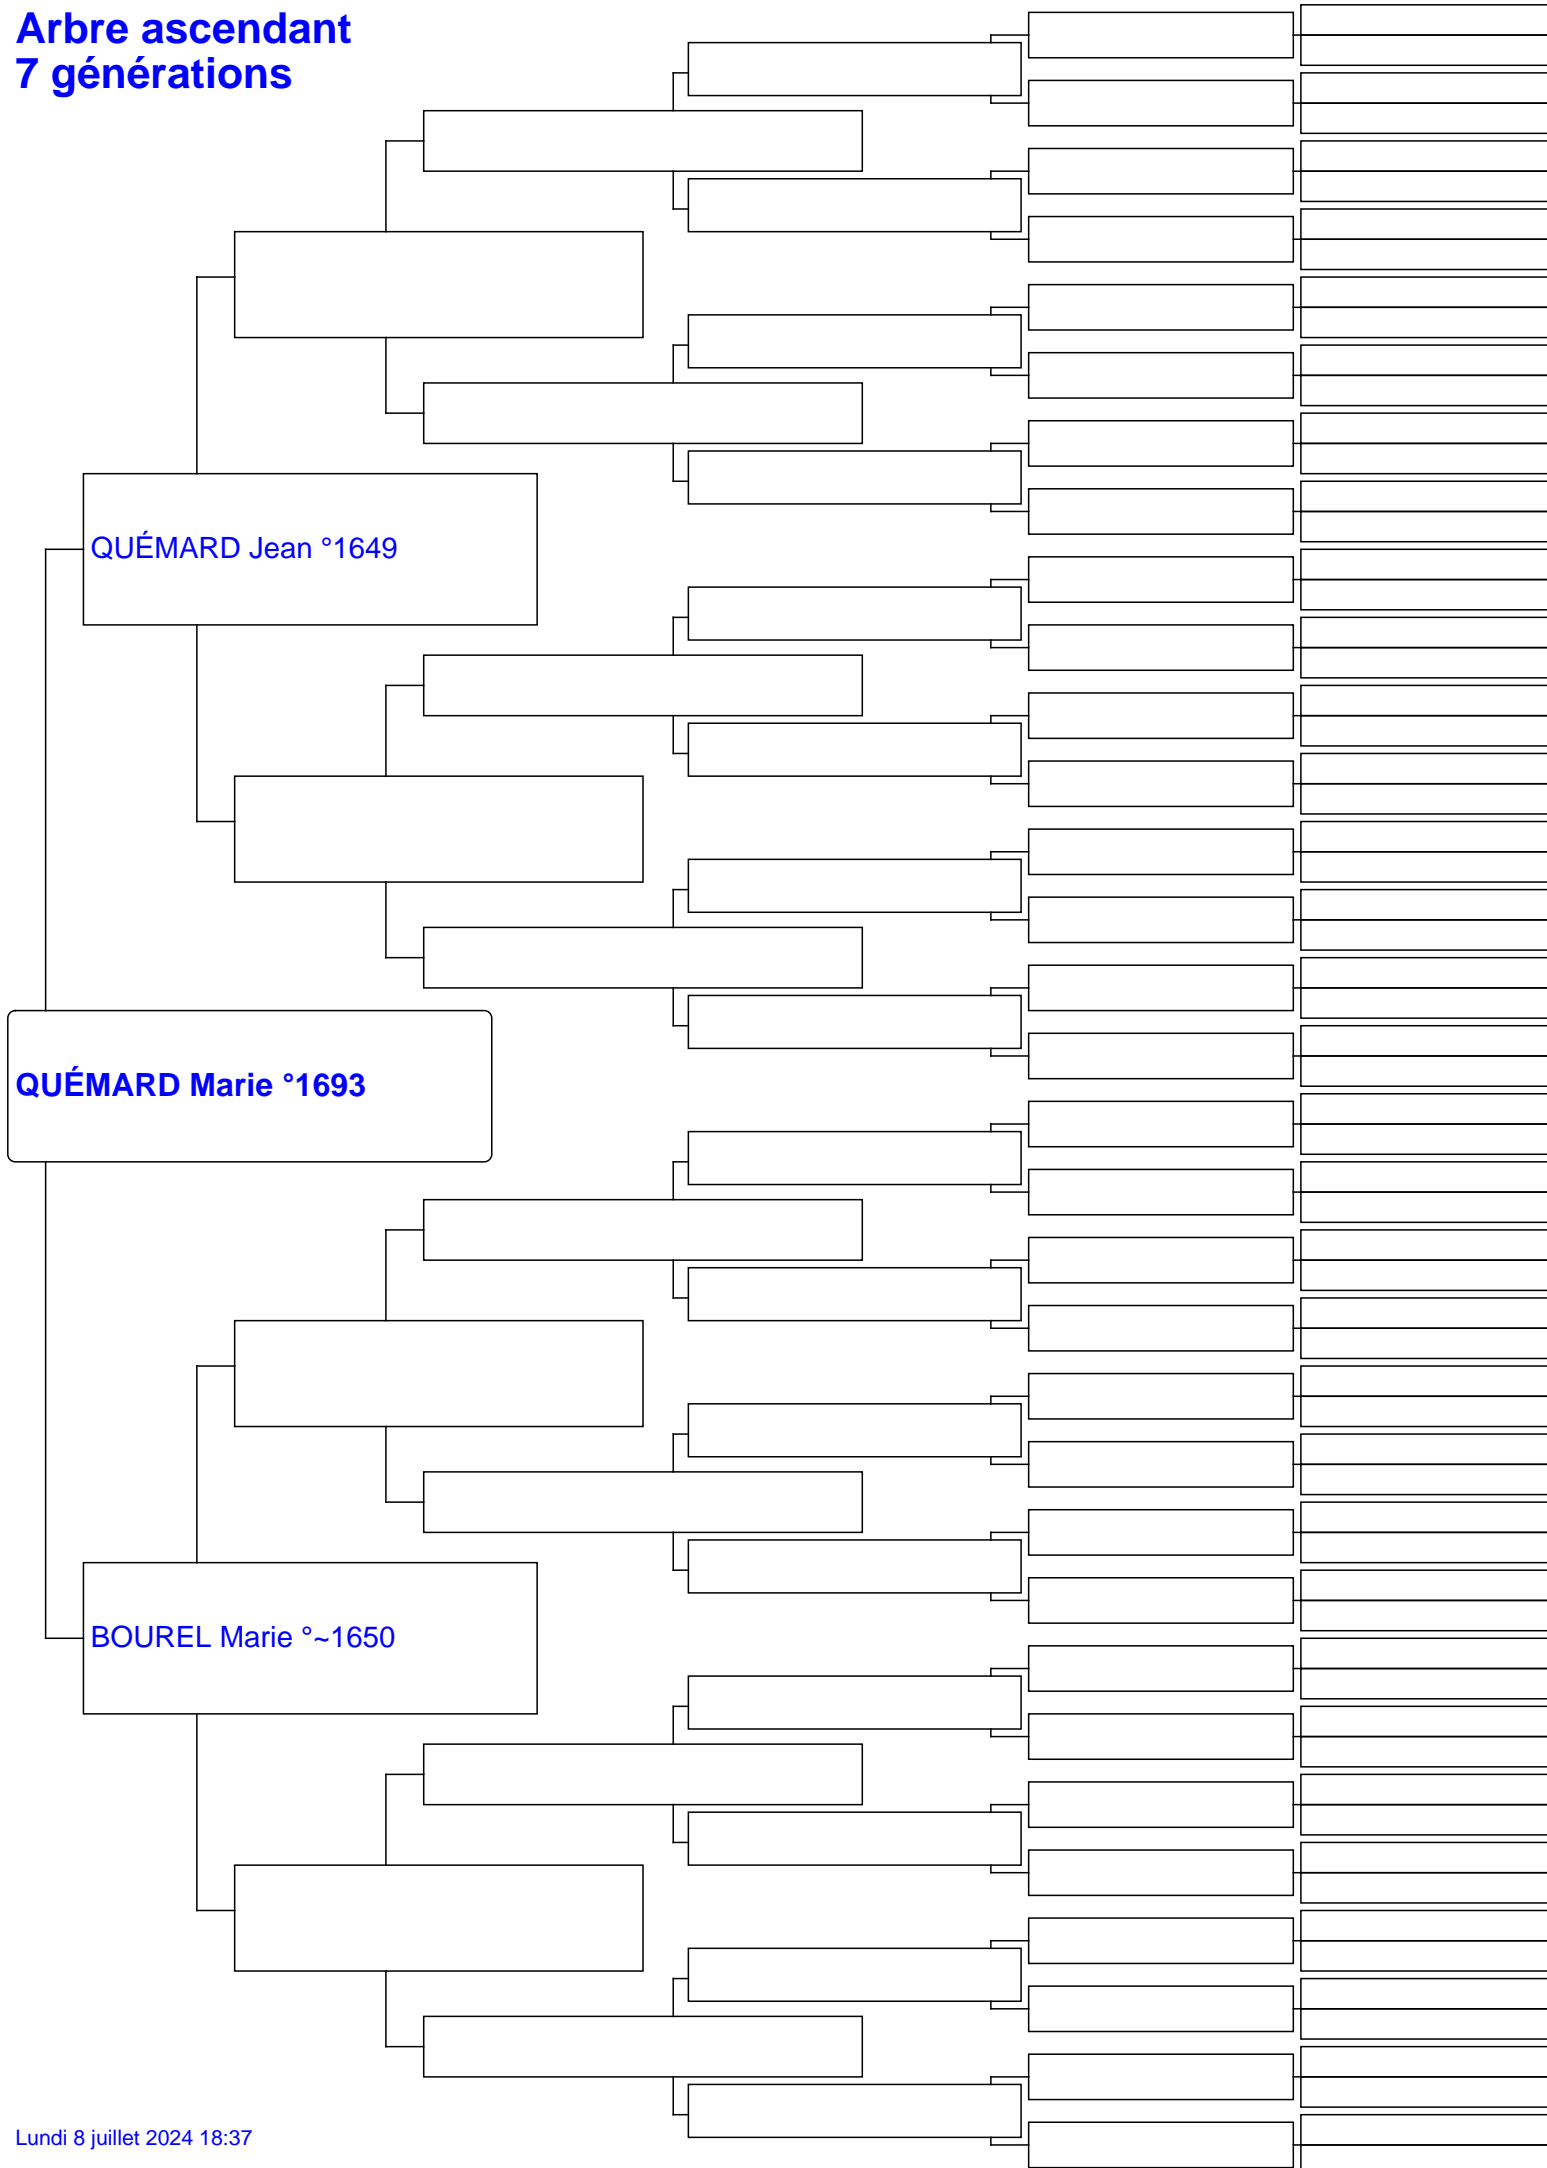 Arbre ascendant
7 générations
QUÉMARD Jean °1649
QUÉMARD Marie °1693
BOUREL Marie °~1650
Lundi 8 juillet 2024 18:37